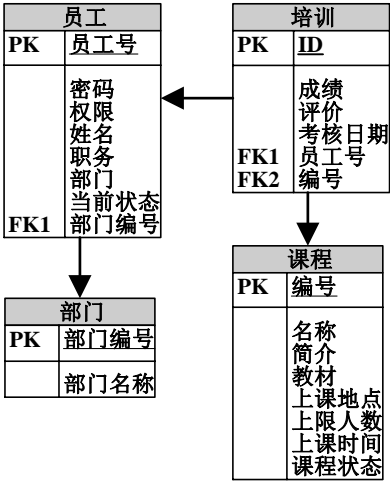 员工
PK 员工号
密码
权限
姓名
职务
部门
当前状态
FK1 部门编号
培训
PK ID
成绩
评价
考核日期
FK1 员工号
FK2 编号
部门
PK 部门编号
部门名称
课程
PK 编号
名称
简介
教材
上课地点
上限人数
上课时间
课程状态